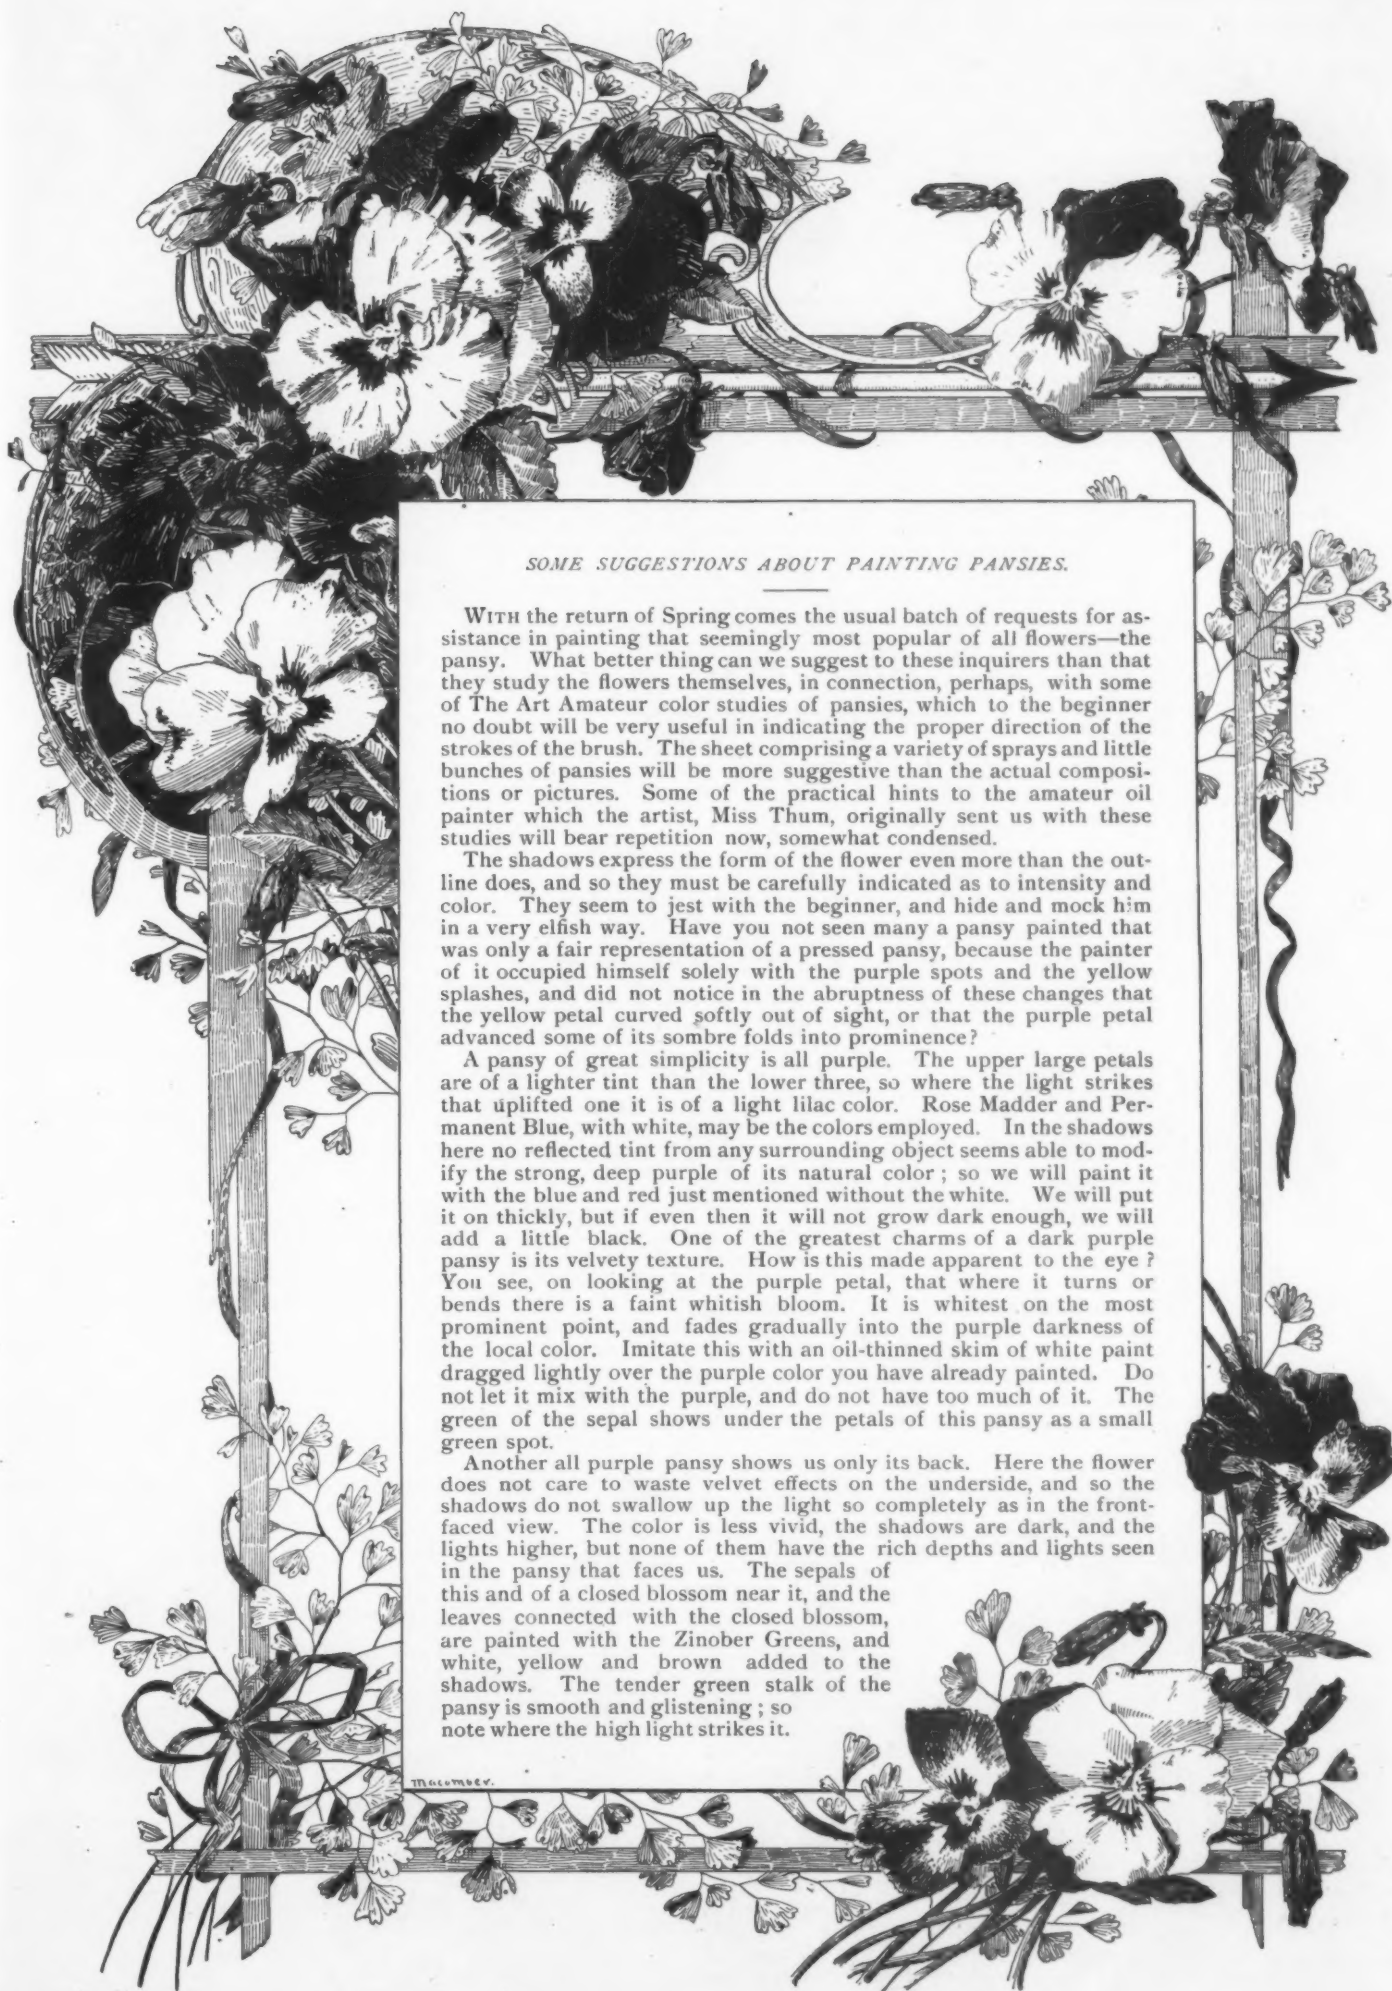 SOME SUGGESTIONS ABOUT PAINTING PANSIES.
WITH the return of Spring comes the usual batch of requests for as-
sistance in painting that seemingly most popular of all flowers—the
pansy. What better thing can we suggest to these inquirers than that
they study the flowers themselves, in connection, perhaps, with some
of The Art Amateur color studies of pansies, which to the beginner
no doubt will be very useful in indicating the proper direction of the
strokes of the brush. The sheet comprising a variety of sprays and little
bunches of pansies will be more suggestive than the actual composi-
tions or pictures. Some of the practical hints to the amateur oil
painter which the artist, Miss Thum, originally sent us with these
studies will bear repetition now, somewhat condensed.
The shadows express the form of the flower even more than the out-
line does, and so they must be carefully indicated as to intensity and
color. They seem to jest with the beginner, and hide and mock him
in a very elfish way. Have you not seen many a pansy painted that
was only a fair representation of a pressed pansy, because the painter
of it occupied himself solely with the purple spots and the yellow
splashes, and did not notice in the abruptness of these changes that
the yellow petal curved softly out of sight, or that the purple petal
advanced some of its sombre folds into prominence?
A pansy of great simplicity is all purple. The upper large petals
are of a lighter tint than the lower three, so where the light strikes
that uplifted one it is of a light lilac color. Rose Madder and Per-
manent Blue, with white, may be the colors employed. In the shadows
here no reflected tint from any surrounding object seems able to mod-
ify the strong, deep purple of its natural color ; so we will paint it
with the blue and red just mentioned without the white. We will put
it on thickly, but if even then it will not grow dark enough, we will
add a little black. One of the greatest charms of a dark purple
pansy is its velvety texture. How is this made apparent to the eye ?
You see, on looking at the purple petal, that where it turns or
bends there is a faint whitish bloom. It is whitest on the most
prominent point, and fades gradually into the purple darkness of
the local color. Imitate this with an oil-thinned skim of white paint
dragged lightly over the purple color you have already painted. Do
not let it mix with the purple, and do not have too much of it. The
green of the sepal shows under the petals of this pansy as a small
green spot.
Another all purple pansy shows us only its back. Here the flower
does not care to waste velvet effects on the underside, and so the
shadows do not swallow up the light so completely as in the front-
faced view. The color is less vivid, the shadows are dark, and the
lights higher, but none of them have the rich depths and lights seen
in the pansy that faces us. The sepals of
this and of a closed blossom near it, and the
leaves connected with the closed blossom,
are painted with the Zinober Greens, and
white, yellow and brown added to the
shadows. The tender green stalk of the
pansy is smooth and glistening ; so
note where the high light strikes it.
Macomber.